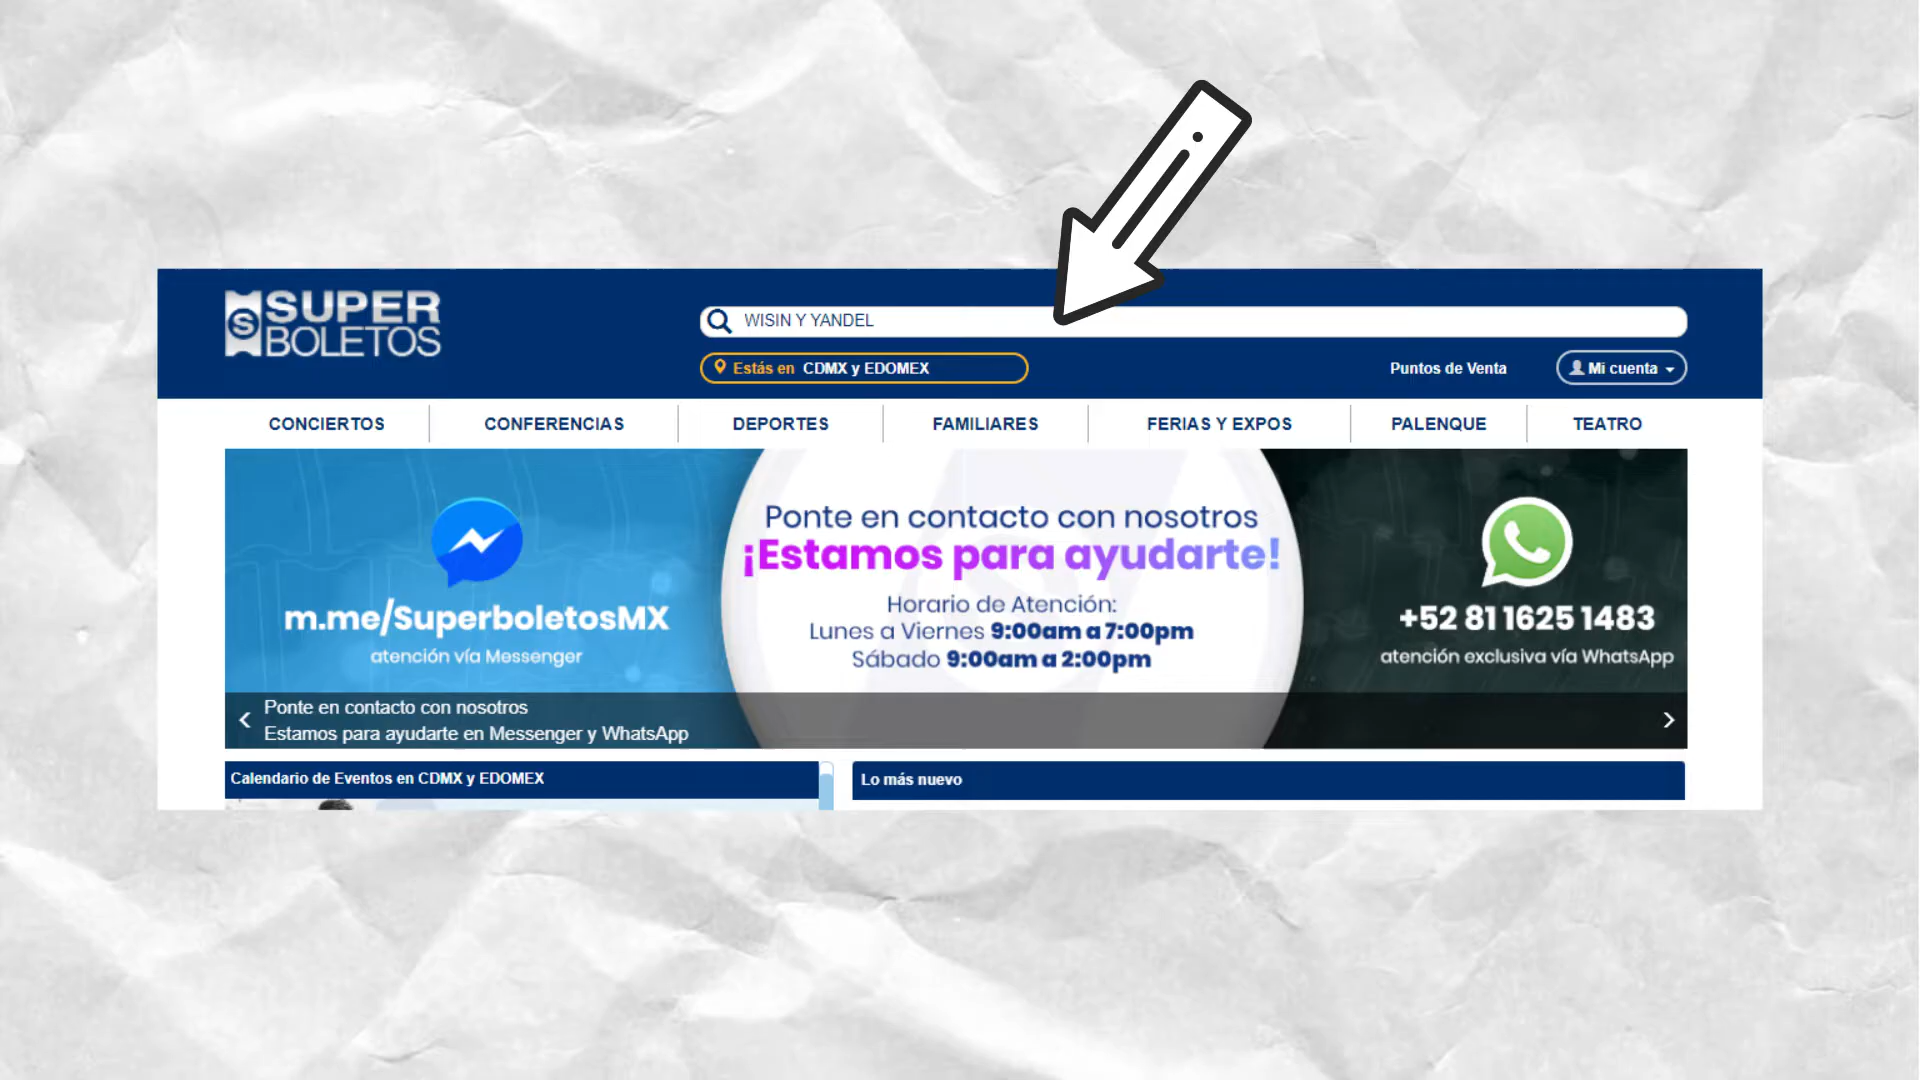 SUPER
BOLETOS
WISIN Y YANDEL
Estás en CDMX y EDOMEX
Puntos de Venta
Mi cuenta
CONCIERTOS
CONFERENCIAS
DEPORTES
FAMILIARES
FERIAS Y EXPOS
PALENQUE
TEATRO
m.me/SuperboletosMX
atención vía Messenger
Ponte en contacto con nosotros
¡Estamos para ayudarte!
Horario de Atención:
Lunes a Viernes 9:00am a 7:00pm
Sábado 9:00am a 2:00pm
+52 81 1625 1483
atención exclusiva vía WhatsApp
Ponte en contacto con nosotros
Estamos para ayudarte en Messenger y WhatsApp
Calendario de Eventos en CDMX y EDOMEX
Lo más nuevo